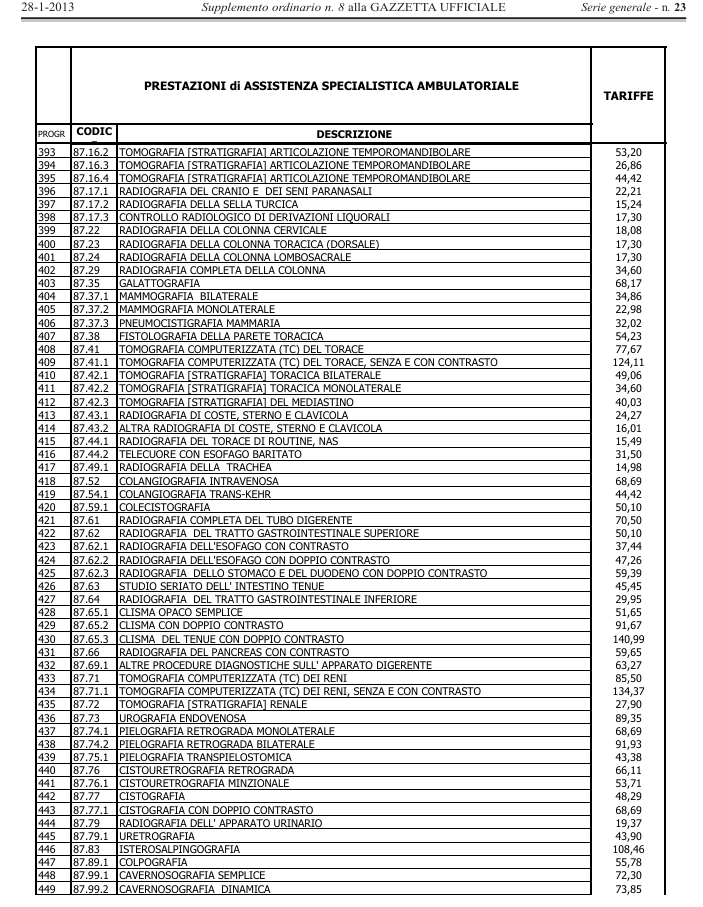 28-1-2013 Supplemento ordinario n. 8 alla GAZZETTA UFFICIALE Serie generale - n. 23
PRESTAZIONI di ASSISTENZA SPECIALISTICA AMBULATORIALE
TARIFFE
PROGR CODIC DESCRIZIONE
393 87.16.2 TOMOGRAFIA [STRATIGRAFIA] ARTICOLAZIONE TEMPOROMANDIBOLARE 53,20
394 87.16.3 TOMOGRAFIA [STRATIGRAFIA] ARTICOLAZIONE TEMPOROMANDIBOLARE 26,86
395 87.16.4 TOMOGRAFIA [STRATIGRAFIA] ARTICOLAZIONE TEMPOROMANDIBOLARE 44,42
396 87.17.1 RADIOGRAFIA DEL CRANIO E DEI SENI PARANASALI 22,21
397 87.17.2 RADIOGRAFIA DELLA SELLA TURCICA 15,24
398 87.17.3 CONTROLLO RADIOLOGICO DI DERIVAZIONI LIQUORALI 17,30
399 87.22 RADIOGRAFIA DELLA COLONNA CERVICALE 18,08
400 87.23 RADIOGRAFIA DELLA COLONNA TORACICA (DORSALE) 17,30
401 87.24 RADIOGRAFIA DELLA COLONNA LOMBOSACRALE 17,30
402 87.29 RADIOGRAFIA COMPLETA DELLA COLONNA 34,60
403 87.35 GALATTOGRAFIA 68,17
404 87.37.1 MAMMOGRAFIA BILATERALE 34,86
405 87.37.2 MAMMOGRAFIA MONOLATERALE 22,98
406 87.37.3 PNEUMOCISTIGRAFIA MAMMARIA 32,02
407 87.38 FISTOLOGRAFIA DELLA PARETE TORACICA 54,23
408 87.41 TOMOGRAFIA COMPUTERIZZATA (TC) DEL TORACE 77,67
409 87.41.1 TOMOGRAFIA COMPUTERIZZATA (TC) DEL TORACE, SENZA E CON CONTRASTO 124,11
410 87.42.1 TOMOGRAFIA [STRATIGRAFIA] TORACICA BILATERALE 49,06
411 87.42.2 TOMOGRAFIA [STRATIGRAFIA] TORACICA MONOLATERALE 34,60
412 87.42.3 TOMOGRAFIA [STRATIGRAFIA] DEL MEDIASTINO 40,03
413 87.43.1 RADIOGRAFIA DI COSTE, STERNO E CLAVICOLA 24,27
414 87.43.2 ALTRA RADIOGRAFIA DI COSTE, STERNO E CLAVICOLA 16,01
415 87.44.1 RADIOGRAFIA DEL TORACE DI ROUTINE, NAS 15,49
416 87.44.2 TELECUORE CON ESOFAGO BARITATO 31,50
417 87.49.1 RADIOGRAFIA DELLA TRACHEA 14,98
418 87.52 COLANGIOGRAFIA INTRAVENOSA 68,69
419 87.54.1 COLANGIOGRAFIA TRANS-KEHR 44,42
420 87.59.1 COLECISTOGRAFIA 50,10
421 87.61 RADIOGRAFIA COMPLETA DEL TUBO DIGERENTE 70,50
422 87.62 RADIOGRAFIA DEL TRATTO GASTROINTESTINALE SUPERIORE 50,10
423 87.62.1 RADIOGRAFIA DELL'ESOFAGO CON CONTRASTO 37,44
424 87.62.2 RADIOGRAFIA DELL'ESOFAGO CON DOPPIO CONTRASTO 47,26
425 87.62.3 RADIOGRAFIA DELLO STOMACO E DEL DUODENO CON DOPPIO CONTRASTO 59,39
426 87.63 STUDIO SERIATO DELL' INTESTINO TENUE 45,45
427 87.64 RADIOGRAFIA DEL TRATTO GASTROINTESTINALE INFERIORE 29,95
428 87.65.1 CLISMA OPACO SEMPLICE 51,65
429 87.65.2 CLISMA CON DOPPIO CONTRASTO 91,67
430 87.65.3 CLISMA DEL TENUE CON DOPPIO CONTRASTO 140,99
431 87.66 RADIOGRAFIA DEL PANCREAS CON CONTRASTO 59,65
432 87.69.1 ALTRE PROCEDURE DIAGNOSTICHE SULL' APPARATO DIGERENTE 63,27
433 87.71 TOMOGRAFIA COMPUTERIZZATA (TC) DEI RENI 85,50
434 87.71.1 TOMOGRAFIA COMPUTERIZZATA (TC) DEI RENI, SENZA E CON CONTRASTO 134,37
435 87.72 TOMOGRAFIA [STRATIGRAFIA] RENALE 27,90
436 87.73 UROGRAFIA ENDOVENOSA 89,35
437 87.74.1 PIELOGRAFIA RETROGRADA MONOLATERALE 68,69
438 87.74.2 PIELOGRAFIA RETROGRADA BILATERALE 91,93
439 87.75.1 PIELOGRAFIA TRANSPIELOSTOMICA 43,38
440 87.76 CISTOURETROGRAFIA RETROGRADA 66,11
441 87.76.1 CISTOURETROGRAFIA MINZIONALE 53,71
442 87.77 CISTOGRAFIA 48,29
443 87.77.1 CISTOGRAFIA CON DOPPIO CONTRASTO 68,69
444 87.79 RADIOGRAFIA DELL' APPARATO URINARIO 19,37
445 87.79.1 URETROGRAFIA 43,90
446 87.83 ISTEROSALPINGOGRAFIA 108,46
447 87.89.1 COLPOGRAFIA 55,78
448 87.99.1 CAVERNOSOGRAFIA SEMPLICE 72,30
449 87.99.2 CAVERNOSOGRAFIA DINAMICA 73,85